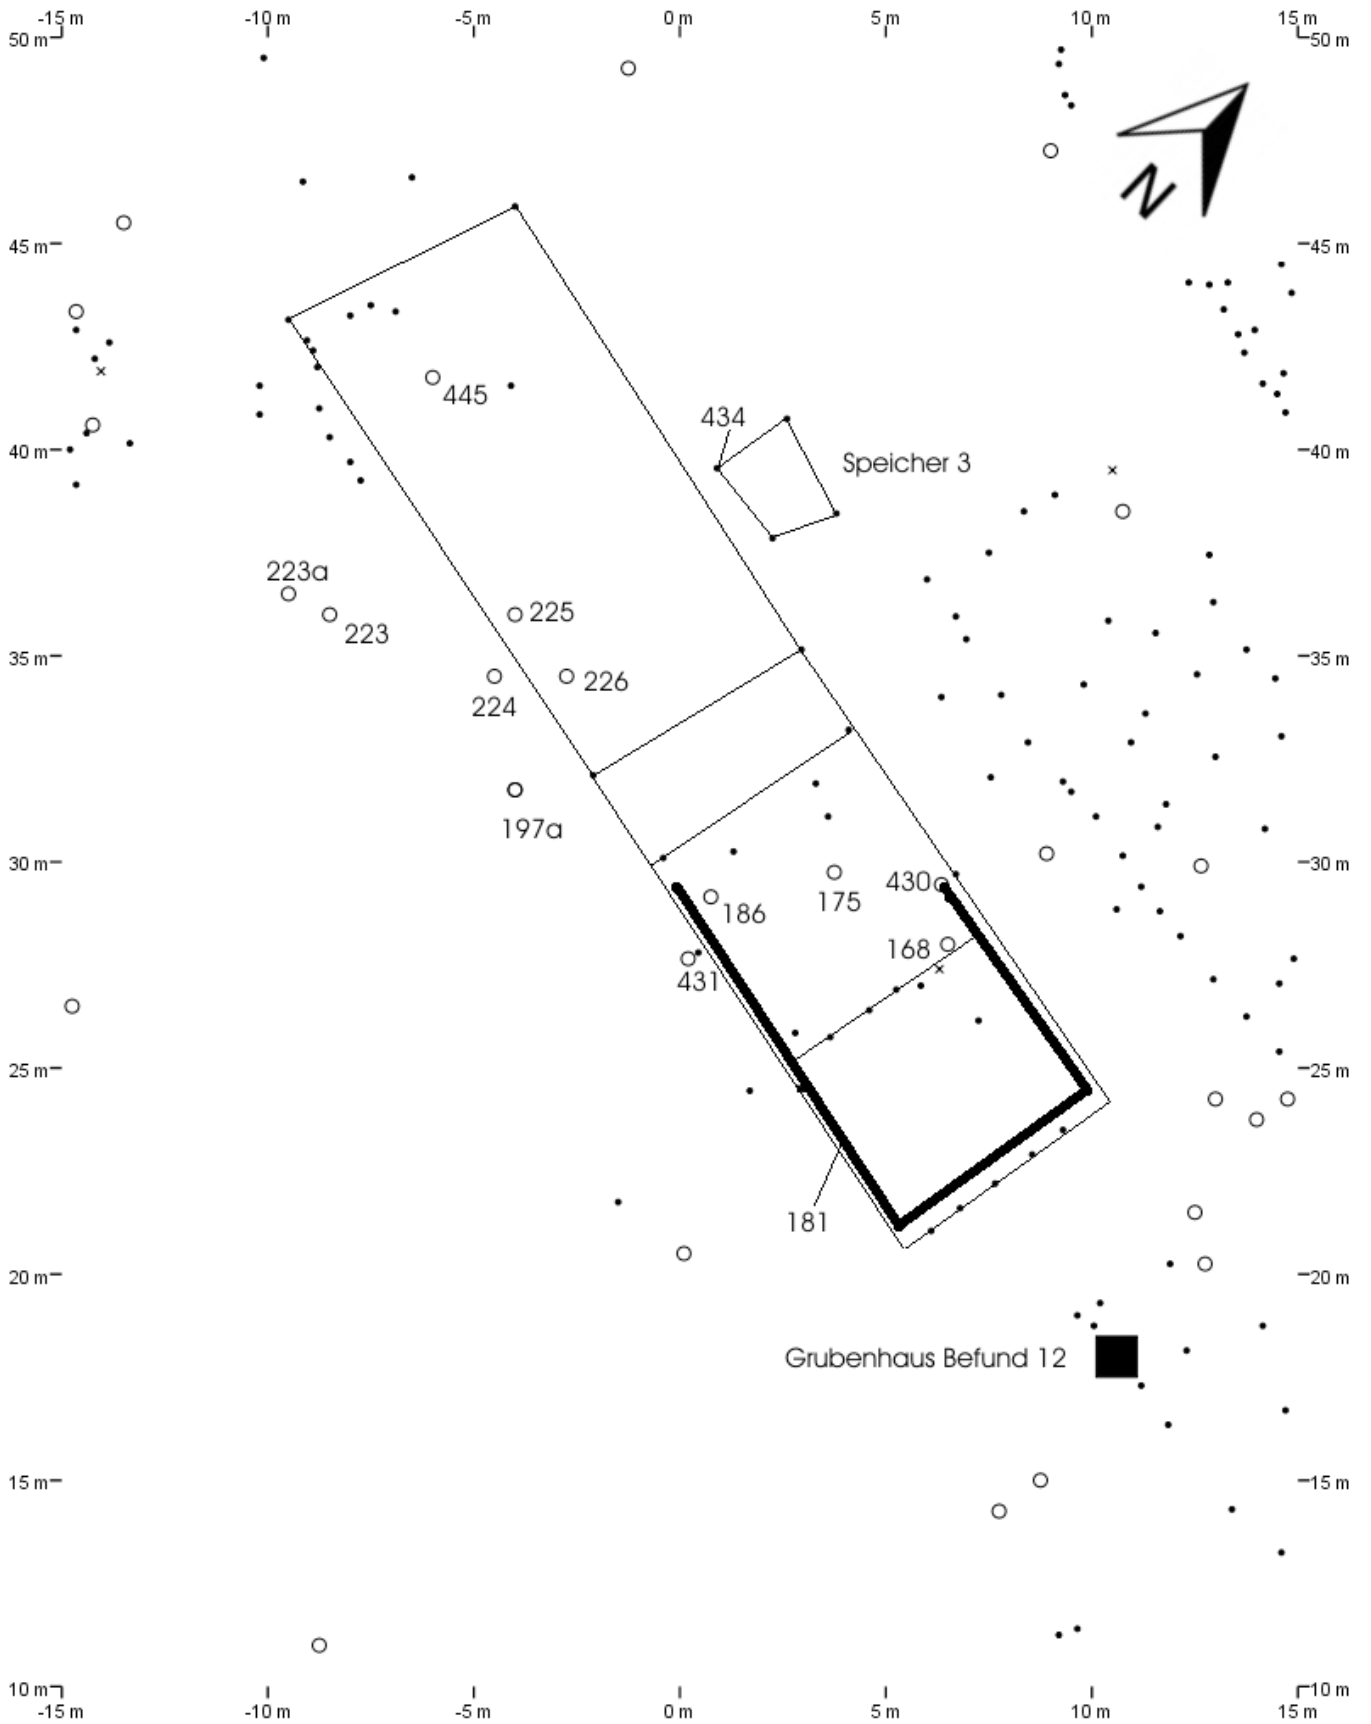 -15 m -10 m -5 m 0 m 5 m 10 m 15 m
50 m 50 m
N
45 m 45 m
445
434
40 m Speicher 3 40 m
223a
225
223
35 m 35 m
226
224
197a
30 m 30 m
430
175
186
168
431
25 m 25 m
181
20 m 20 m
Grubenhaus Befund 12
15 m 15 m
10 m 10 m
-15 m -10 m -5 m 0 m 5 m 10 m 15 m